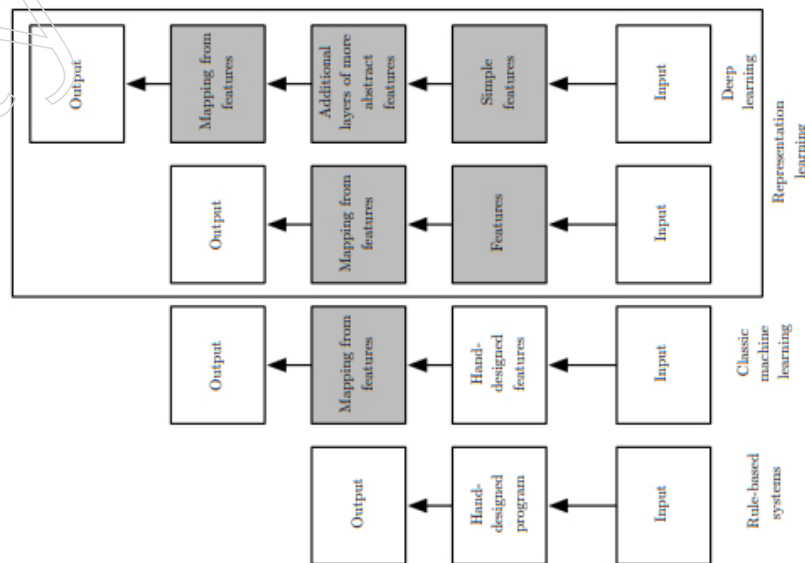 Output
Output
Output
Mapping from
features
Output
Mapping from
features
Mapping from
features
Additional
layers of more
abstract
features
Hand-
designed
program
Hand-
designed
features
Features
Simple
features
Input
Input
Input
Input
Rule-based
systems
Classic
machine
learning
Deep
learning
Representation
learning